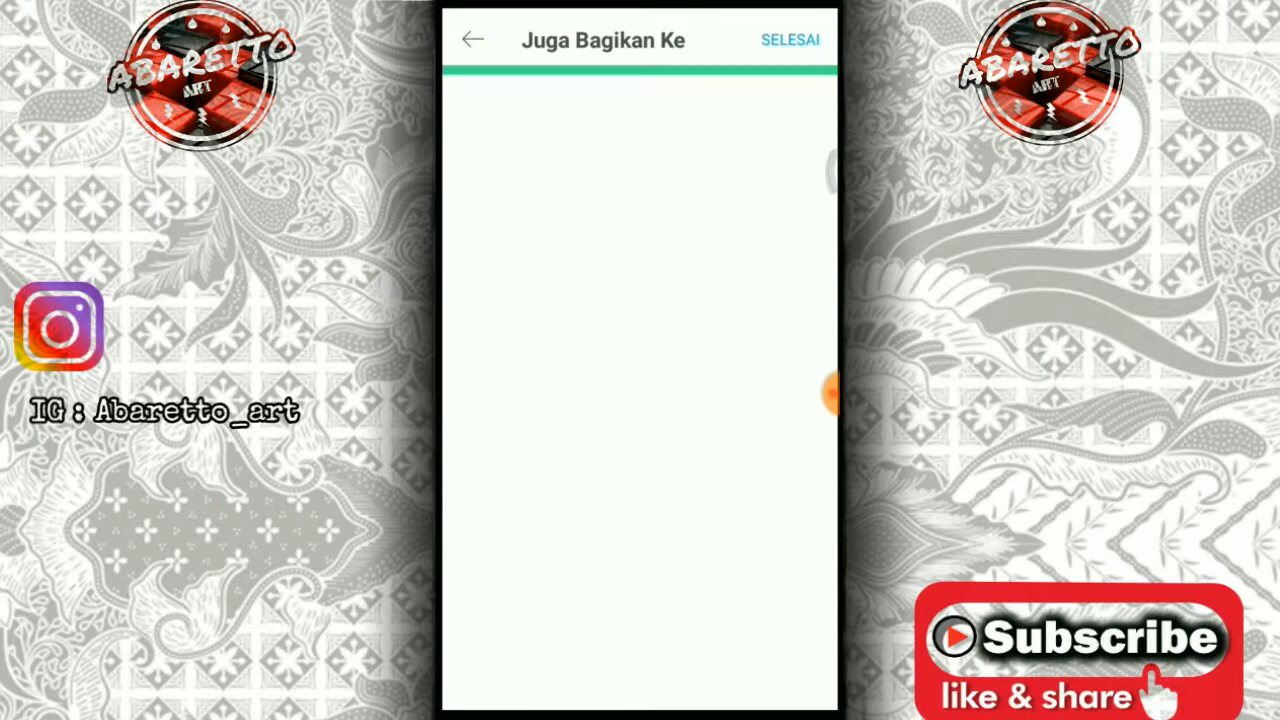 ABARETTO
ART
Juga Bagikan Ke
SELESAI
ABARETTO
ART
IG : Abaretto_art
Subscribe
like & share